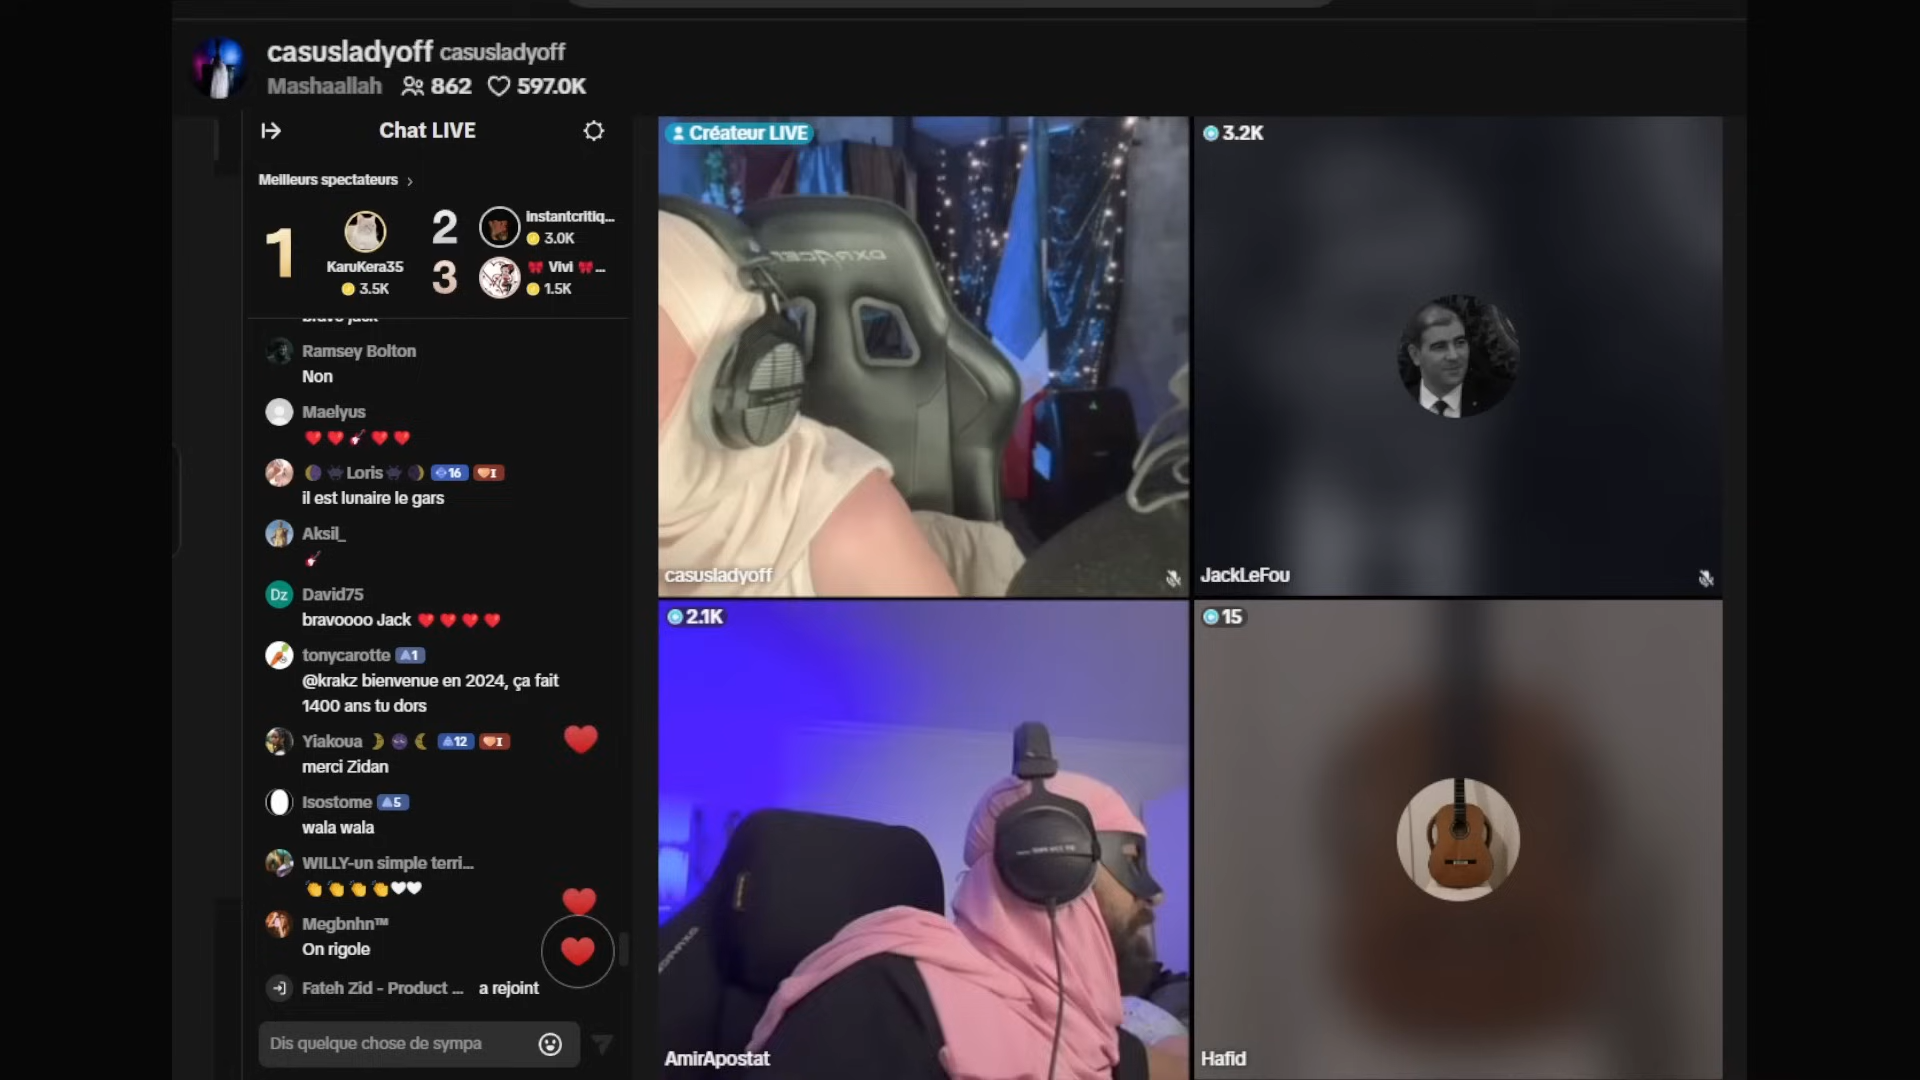 casusladyoff casusladyoff
Mashaallah 862 597.0K
Chat LIVE
Meilleurs spectateurs >
1
KaruKera35
3.5K
2
instantcritiq...
3.0K
3
Vivi ...
1.5K
bravo jack
Ramsey Bolton
Non
Maelyus
❤️❤️🎸❤️❤️
Loris 16 I
il est lunaire le gars
Aksil_
🎸
Dz David75
bravoooo Jack ❤️ ❤️ ❤️ ❤️
tonycarotte 1
@krakz bienvenue en 2024, ça fait
1400 ans tu dors
Yiakoua 12 I
merci Zidan
Isostome 5
wala wala
WILLY-un simple terri...
👏👏👏👏🤍🤍
Megbnhn™
On rigole
Fateh Zid - Product ... a rejoint
Dis quelque chose de sympa
Créateur LIVE
DXRACER
casusladyoff
3.2K
JackLeFou
2.1K
AmirApostat
15
Hafid